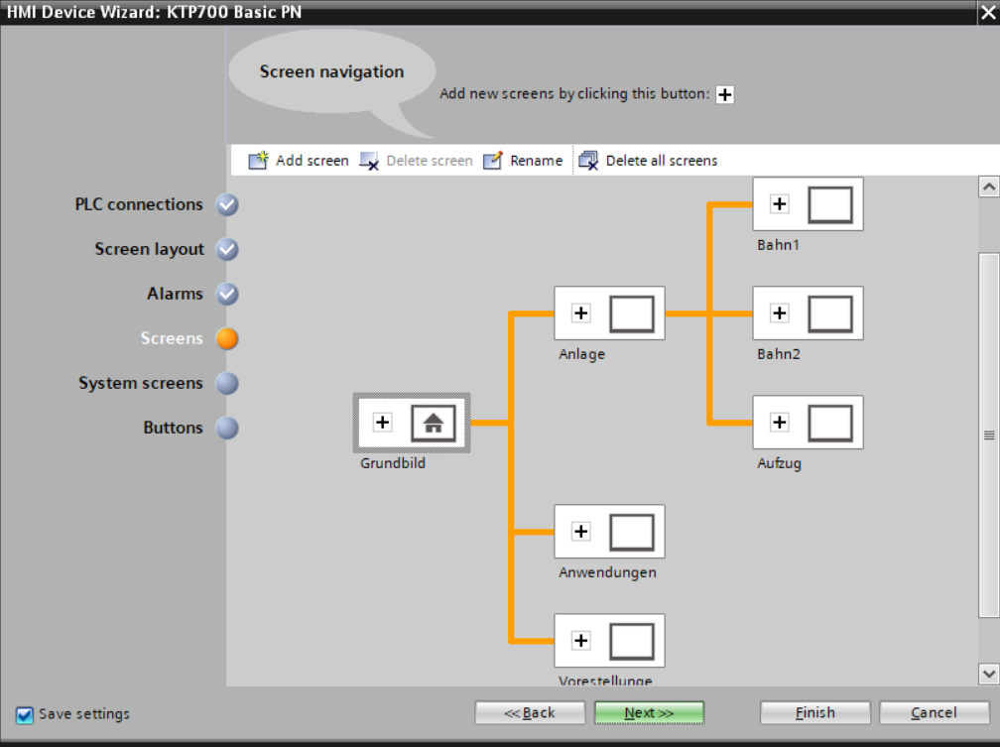 HMI Device Wizard: KTP700 Basic PN
Screen navigation
Add new screens by clicking this button:
Add screen Delete screen Rename Delete all screens
PLC connections
Screen layout
Alarms
Screens
System screens
Buttons
Bahn1
Anlage
Bahn2
Grundbild
Aufzug
Anwendungen
Vorestellunge
Save settings
<< Back Next >> Finish Cancel